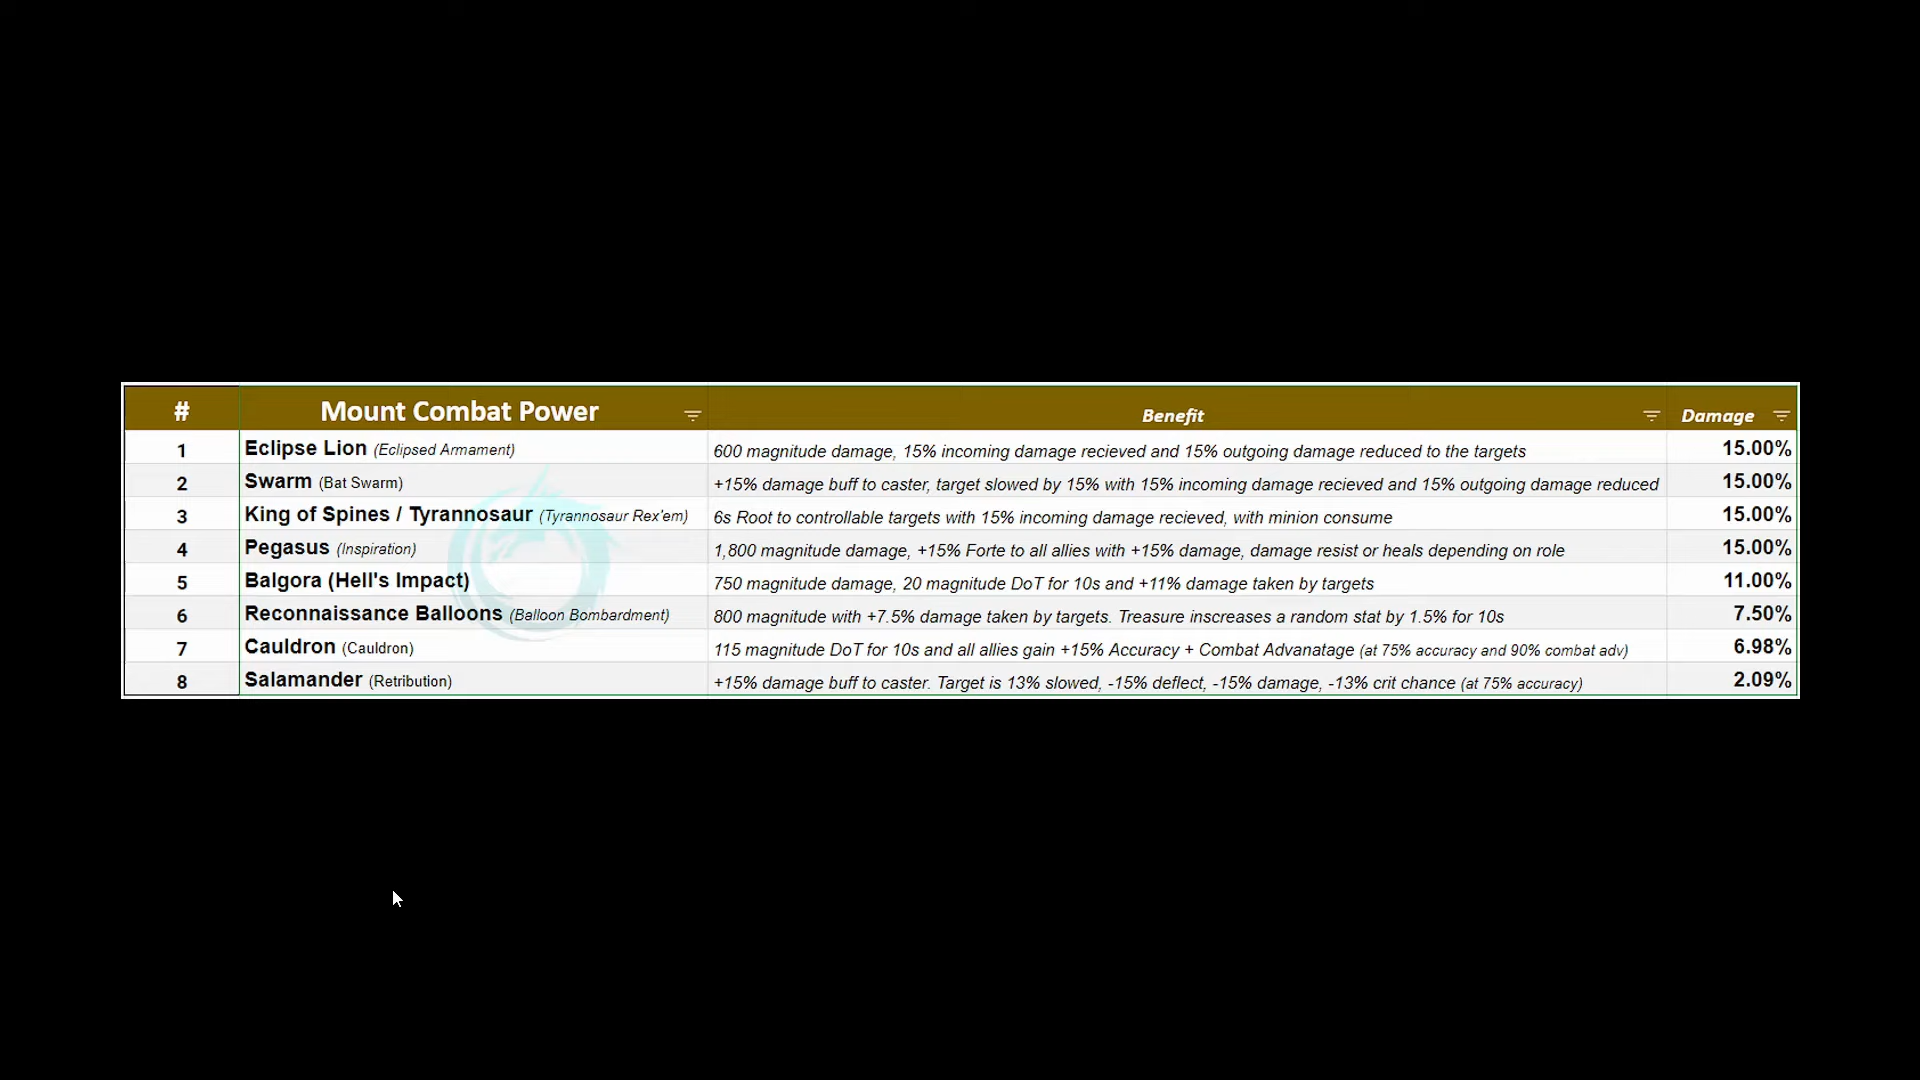 # Mount Combat Power Benefit Damage
1 Eclipse Lion (Eclipsed Armament) 600 magnitude damage, 15% incoming damage recieved and 15% outgoing damage reduced to the targets 15.00%
2 Swarm (Bat Swarm) +15% damage buff to caster, target slowed by 15% with 15% incoming damage recieved and 15% outgoing damage reduced 15.00%
3 King of Spines / Tyrannosaur (Tyrannosaur Rex'em) 6s Root to controllable targets with 15% incoming damage recieved, with minion consume 15.00%
4 Pegasus (Inspiration) 1,800 magnitude damage, +15% Forte to all allies with +15% damage, damage resist or heals depending on role 15.00%
5 Balgora (Hell's Impact) 750 magnitude damage, 20 magnitude DoT for 10s and +11% damage taken by targets 11.00%
6 Reconnaissance Balloons (Balloon Bombardment) 800 magnitude with +7.5% damage taken by targets. Treasure inscreases a random stat by 1.5% for 10s 7.50%
7 Cauldron (Cauldron) 115 magnitude DoT for 10s and all allies gain +15% Accuracy + Combat Advanatage (at 75% accuracy and 90% combat adv) 6.98%
8 Salamander (Retribution) +15% damage buff to caster. Target is 13% slowed, -15% deflect, -15% damage, -13% crit chance (at 75% accuracy) 2.09%